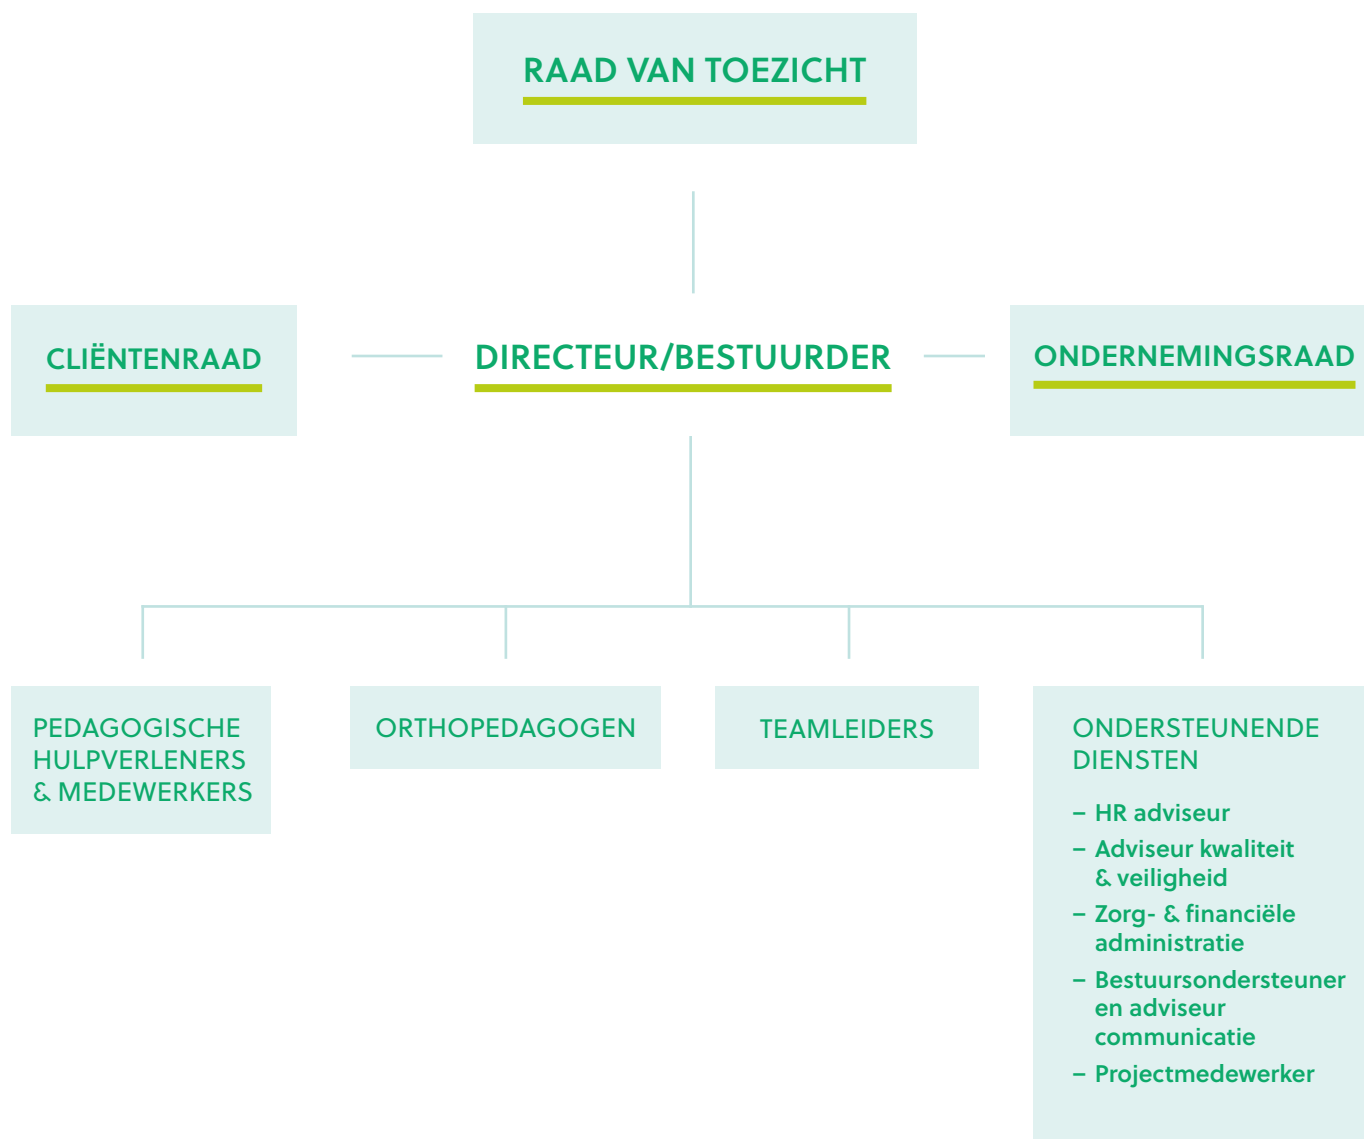 RAAD VAN TOEZICHT
CLIËNTENRAAD
DIRECTEUR/BESTUURDER
ONDERNEMINGSRAAD
PEDAGOGISCHE
HULPVERLENERS
& MEDEWERKERS
ORTHOPEDAGOGEN
TEAMLEIDERS
ONDERSTEUNENDE
DIENSTEN
– HR adviseur
– Adviseur kwaliteit
& veiligheid
– Zorg- & financiële
administratie
– Bestuursondersteuner
en adviseur
communicatie
– Projectmedewerker